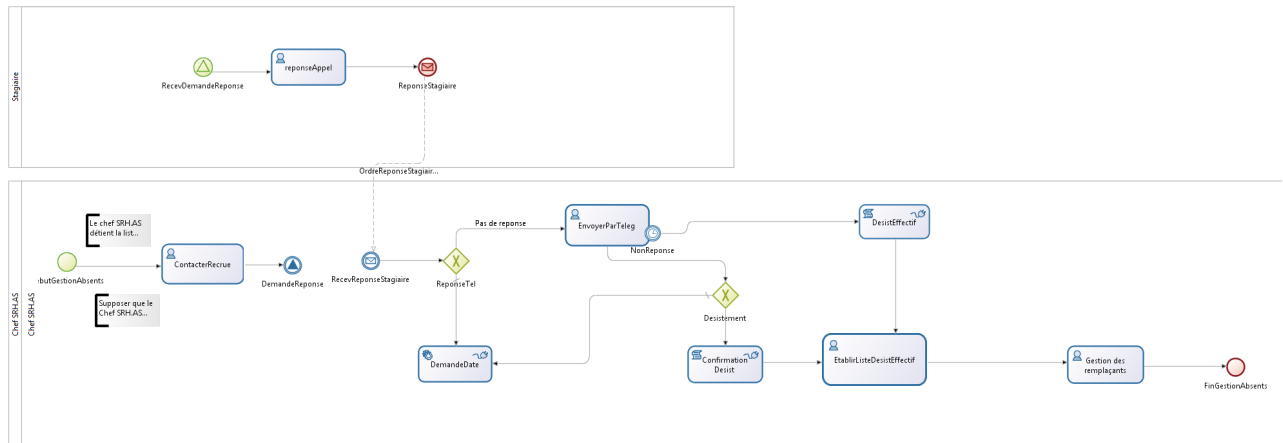 Stagiaire
reponseAppel
RecevDemandeReponse
ReponseStagiaire
OrdreReponseStagiair...
Chef SRH.AS
Chef SRH.AS
Le chef SRH.AS
détient la list...
Pas de reponse
EnvoyerParTeleg
NonReponse
DesistEffectif
ContacterRecrue
butGestionAbsents
DemandeReponse
RecevReponseStagiaire
ReponseTel
Supposer que le
Chef SRH.AS...
Desistement
DemandeDate
Confirmation
Desist
EtablirListeDesistEffectif
Gestion des
remplaçants
FinGestionAbsents